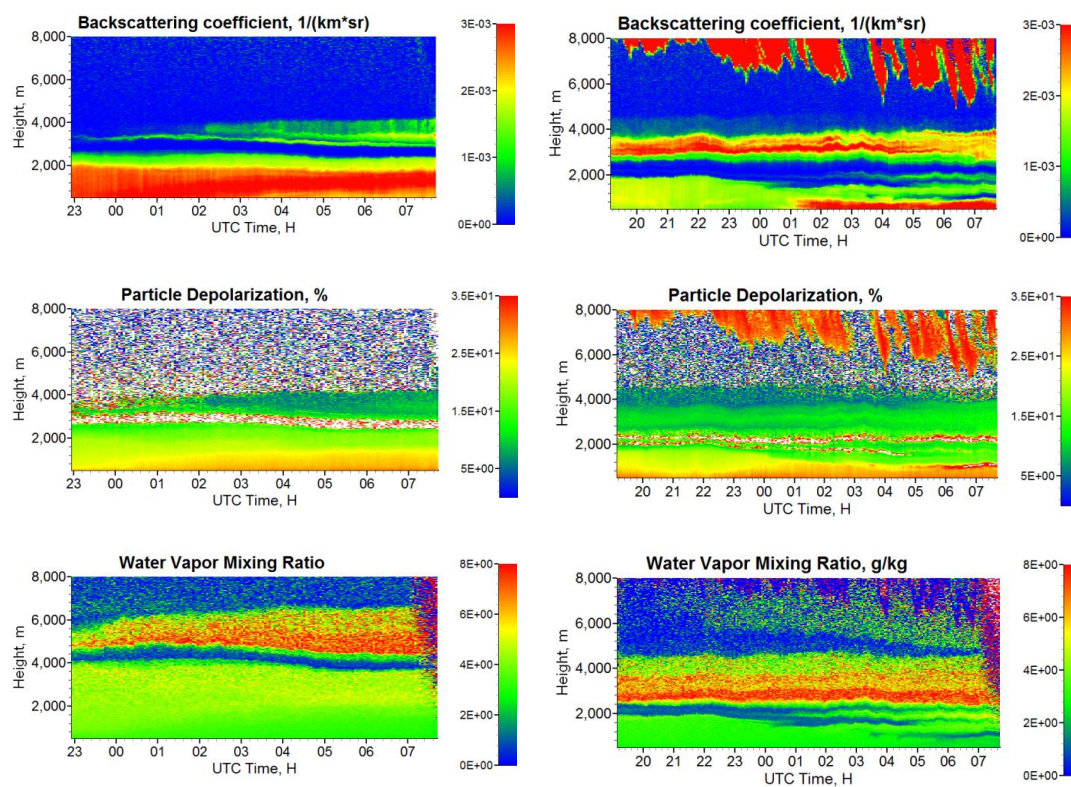 Backscattering coefficient, 1/(km*sr)
8,000
6,000
4,000
2,000
Height, m
23 00 01 02 03 04 05 06 07
UTC Time, H
3E-03
2E-03
1E-03
0E+00
Backscattering coefficient, 1/(km*sr)
8,000
6,000
4,000
2,000
Height, m
20 21 22 23 00 01 02 03 04 05 06 07
UTC Time, H
3E-03
2E-03
1E-03
0E+00
Particle Depolarization, %
8,000
6,000
4,000
2,000
Height, m
23 00 01 02 03 04 05 06 07
UTC Time, H
3.5E+01
2.5E+01
1.5E+01
5E+00
Particle Depolarization, %
8,000
6,000
4,000
2,000
Height, m
20 21 22 23 00 01 02 03 04 05 06 07
UTC Time, H
3.5E+01
2.5E+01
1.5E+01
5E+00
Water Vapor Mixing Ratio
8,000
6,000
4,000
2,000
Height, m
23 00 01 02 03 04 05 06 07
UTC Time, H
8E+00
6E+00
4E+00
2E+00
0E+00
Water Vapor Mixing Ratio, g/kg
8,000
6,000
4,000
2,000
Height, m
20 21 22 23 00 01 02 03 04 05 06 07
UTC Time, H
8E+00
6E+00
4E+00
2E+00
0E+00